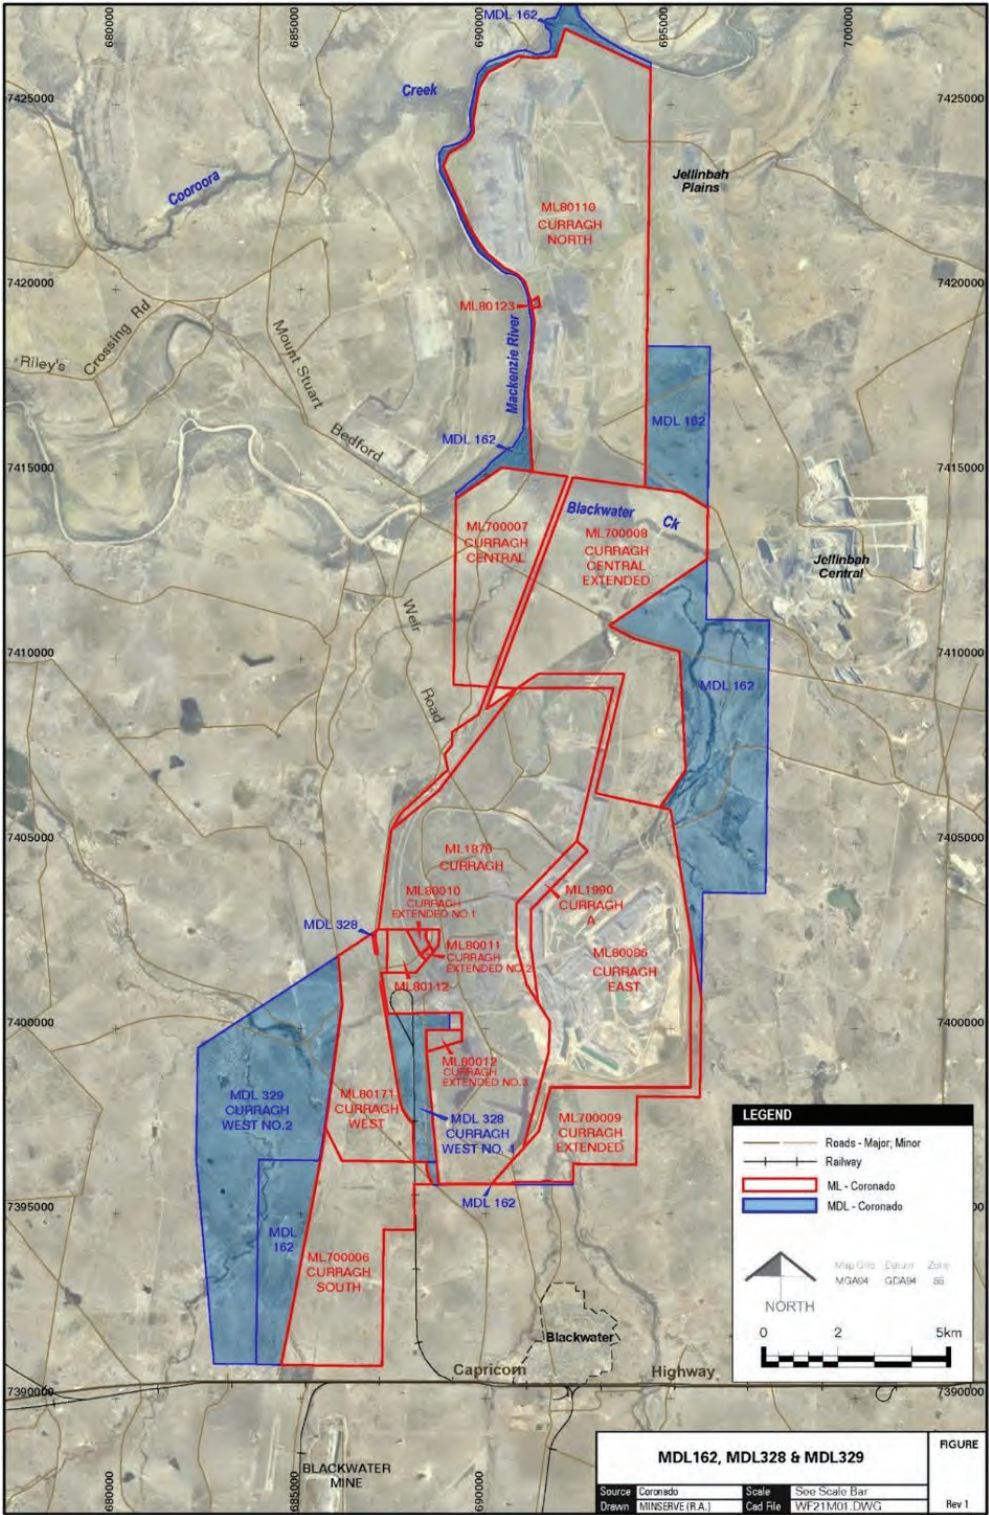 MDL 162
680000
685000
690000
695000
700000
7425000
7425000
Creek
Cooroora
Jellinbah
Plains
ML80110
CURRAGH
NORTH
7420000
7420000
ML80123
Riley's
Crossing Rd
Mount Stuart
Mackenzie River
Bedford
MDL 162
MDL 162
7415000
7415000
Blackwater Ck
ML700007
CURRAGH
CENTRAL
ML700008
CURRAGH
CENTRAL
EXTENDED
Jellinbah
Central
Weir
Road
7410000
7410000
MDL 162
7405000
7405000
ML1878
CURRAGH
ML80010
CURRAGH
EXTENDED NO.1
ML1990
CURRAGH
A
MDL 328
ML80011
CURRAGH
EXTENDED NO.2
ML80086
CURRAGH
EAST
ML80112
7400000
7400000
ML80012
CURRAGH
EXTENDED NO.3
MDL 329
CURRAGH
WEST NO.2
ML80171
CURRAGH
WEST
MDL 328
CURRAGH
WEST NO. 1
ML700009
CURRAGH
EXTENDED
MDL 162
7395000
MDL
162
ML700006
CURRAGH
SOUTH
LEGEND
Roads - Major; Minor
Railway
ML - Coronado
MDL - Coronado
Map Grid Datum Zone
MGA94 GDA94 55
NORTH
0 2 5km
Blackwater
Capricorn Highway
7390000
7390000
BLACKWATER
MINE
680000
685000
690000
MDL162, MDL328 & MDL329
FIGURE
Source Coronado Scale See Scale Bar
Drawn MINSERVE (R.A.) Cad File WF21M01.DWG
Rev 1